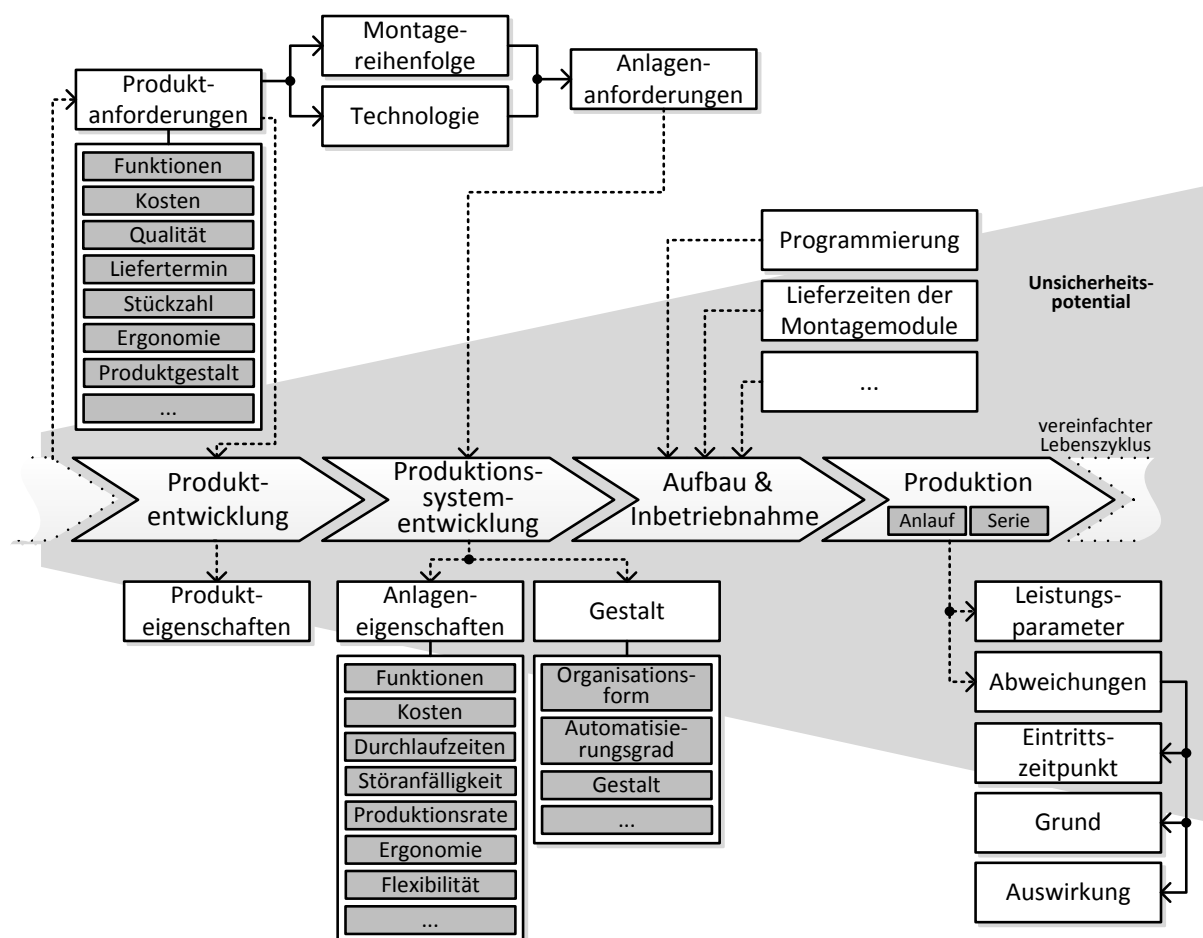 Montage-
reihenfolge
Technologie
Anlagen-
anforderungen
Produkt-
anforderungen
Funktionen
Kosten
Qualität
Liefertermin
Stückzahl
Ergonomie
Produktgestalt
...
Programmierung
Lieferzeiten der
Montagemodule
...
Unsicherheits-
potential
vereinfachter
Lebenszyklus
Produkt-
entwicklung
Produktions-
system-
entwicklung
Aufbau &
Inbetriebnahme
Produktion
Anlauf
Serie
Produkt-
eigenschaften
Anlagen-
eigenschaften
Funktionen
Kosten
Durchlaufzeiten
Störanfälligkeit
Produktionsrate
Ergonomie
Flexibilität
...
Gestalt
Organisations-
form
Automatisie-
rungsgrad
Gestalt
...
Leistungs-
parameter
Abweichungen
Eintritts-
zeitpunkt
Grund
Auswirkung